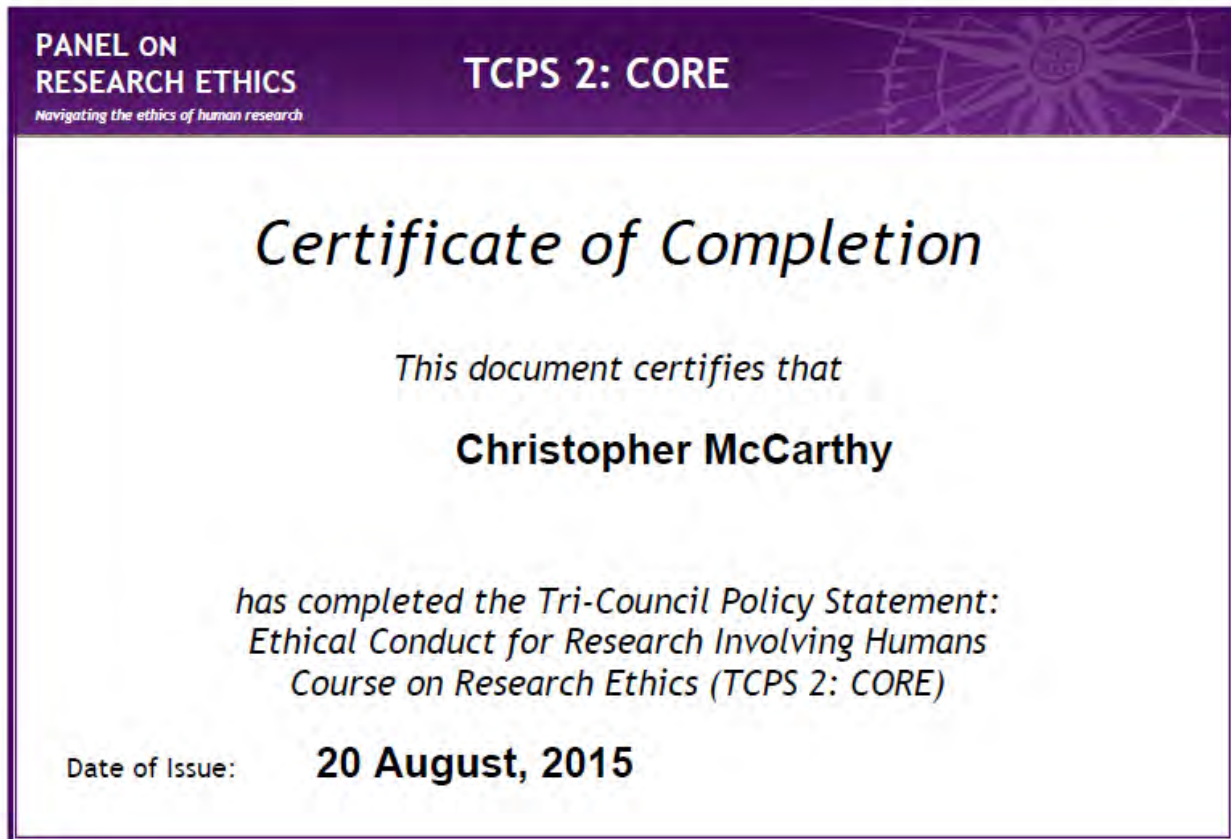 PANEL ON
RESEARCH ETHICS
Navigating the ethics of human research
TCPS 2: CORE
Certificate of Completion
This document certifies that
Christopher McCarthy
has completed the Tri-Council Policy Statement:
Ethical Conduct for Research Involving Humans
Course on Research Ethics (TCPS 2: CORE)
Date of Issue: 20 August, 2015